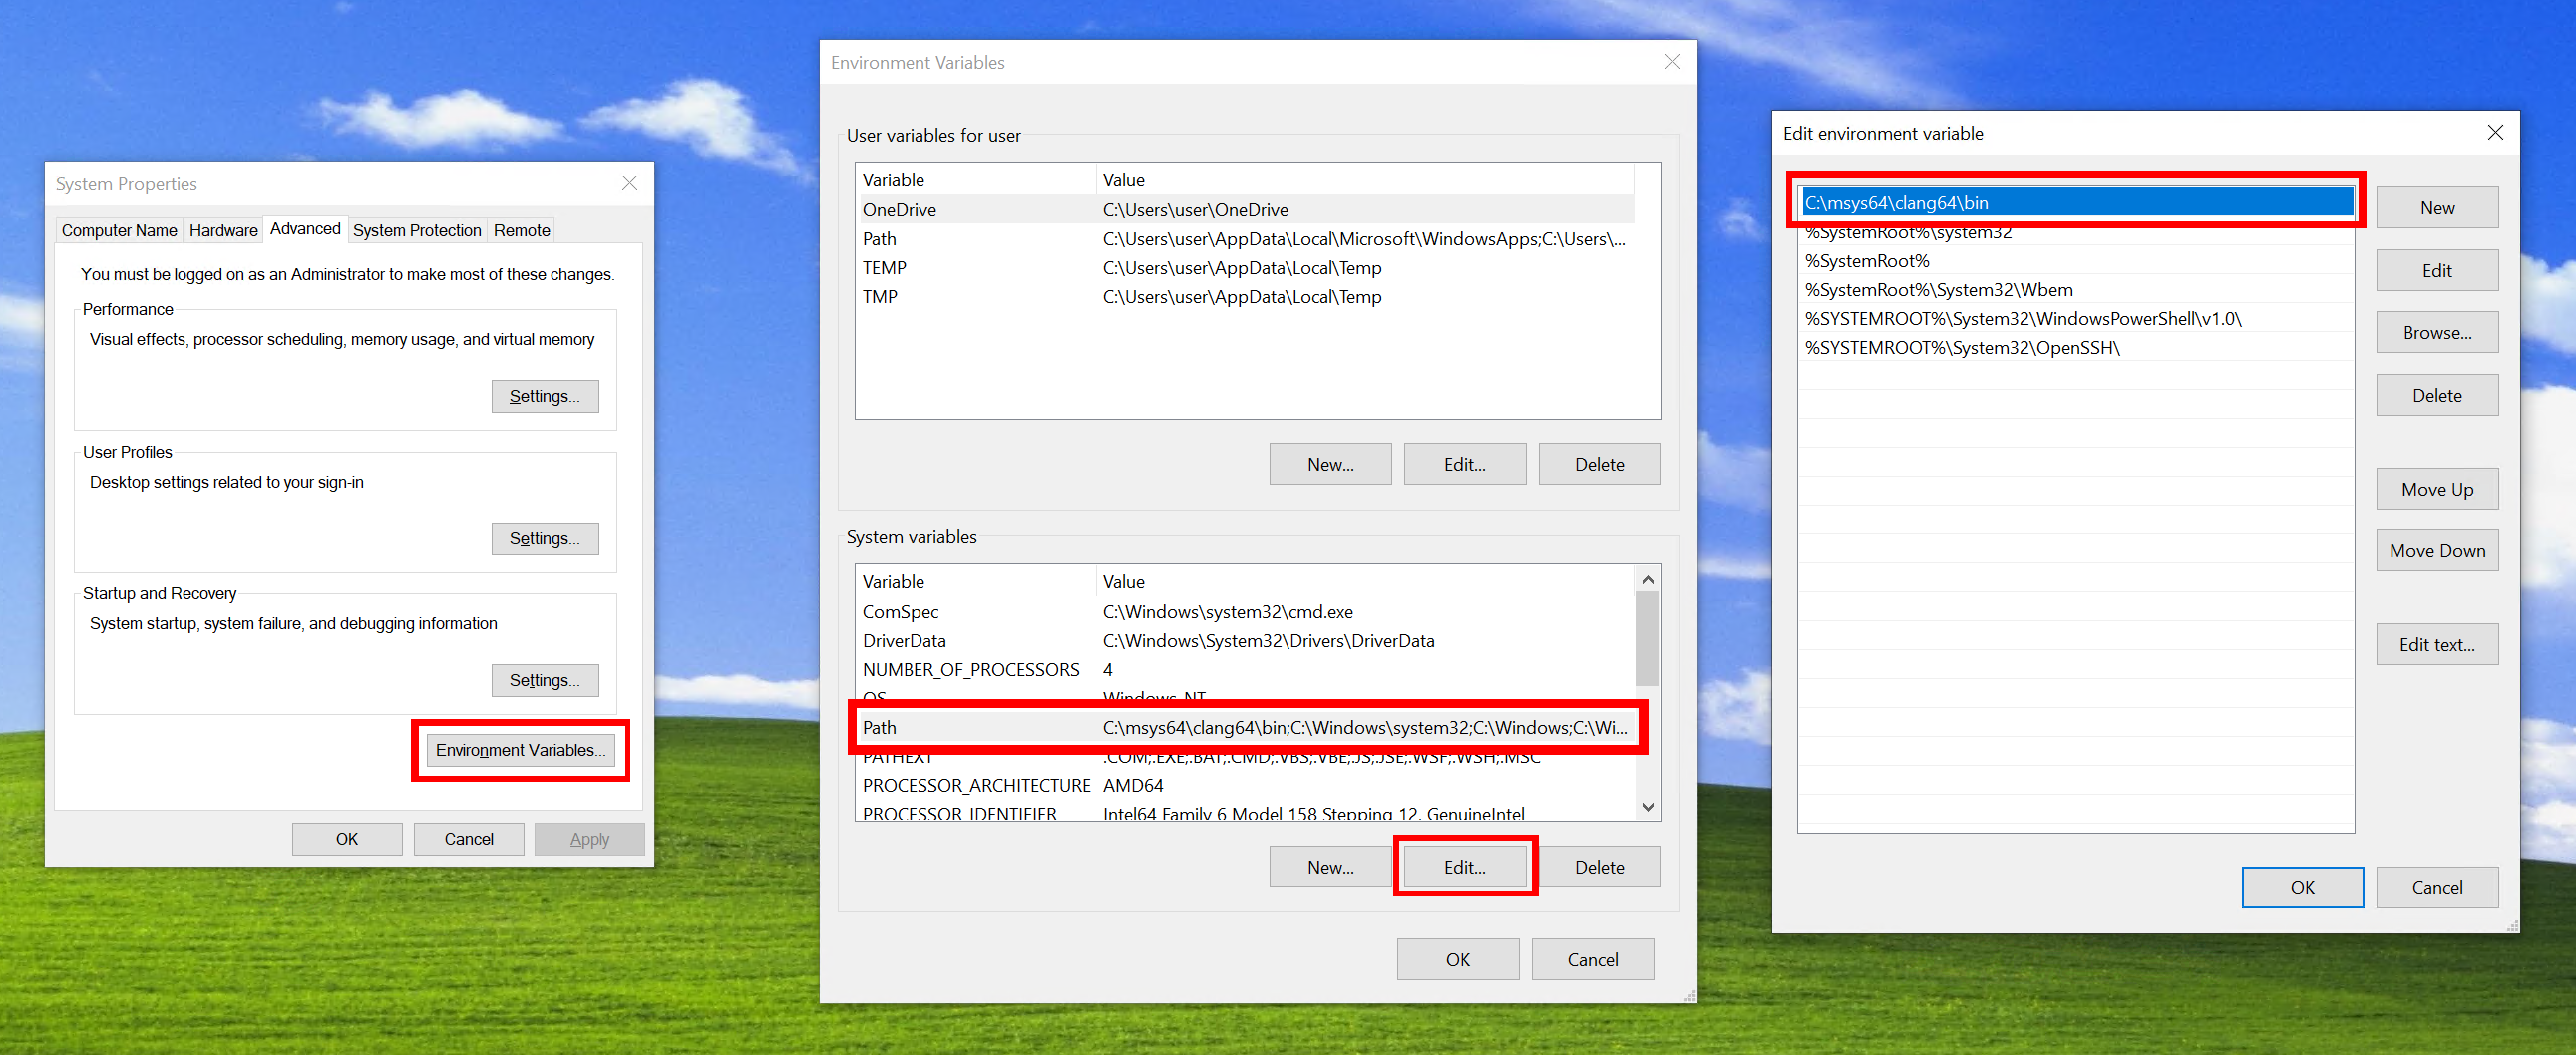 System Properties
Computer Name Hardware Advanced System Protection Remote
You must be logged on as an Administrator to make most of these changes.
Performance
Visual effects, processor scheduling, memory usage, and virtual memory
Settings...
User Profiles
Desktop settings related to your sign-in
Settings...
Startup and Recovery
System startup, system failure, and debugging information
Settings...
Environment Variables...
OK Cancel Apply
Environment Variables
User variables for user
Variable Value
OneDrive C:\Users\user\OneDrive
Path C:\Users\user\AppData\Local\Microsoft\WindowsApps;C:\Users\...
TEMP C:\Users\user\AppData\Local\Temp
TMP C:\Users\user\AppData\Local\Temp
New... Edit... Delete
System variables
Variable Value
ComSpec C:\Windows\system32\cmd.exe
DriverData C:\Windows\System32\Drivers\DriverData
NUMBER_OF_PROCESSORS 4
OS Windows_NT
Path C:\msys64\clang64\bin;C:\Windows\system32;C:\Windows;C:\Wi...
PATHEXT .COM;.EXE;.BAT;.CMD;.VBS;.VBE;.JS;.JSE;.WSF;.WSH;.MSC
PROCESSOR_ARCHITECTURE AMD64
PROCESSOR_IDENTIFIER Intel64 Family 6 Model 158 Stepping 12, GenuineIntel
New... Edit... Delete
OK Cancel
Edit environment variable
C:\msys64\clang64\bin
%SystemRoot%\system32
%SystemRoot%
%SystemRoot%\System32\Wbem
%SYSTEMROOT%\System32\WindowsPowerShell\v1.0\
%SYSTEMROOT%\System32\OpenSSH\
New
Edit
Browse...
Delete
Move Up
Move Down
Edit text...
OK Cancel